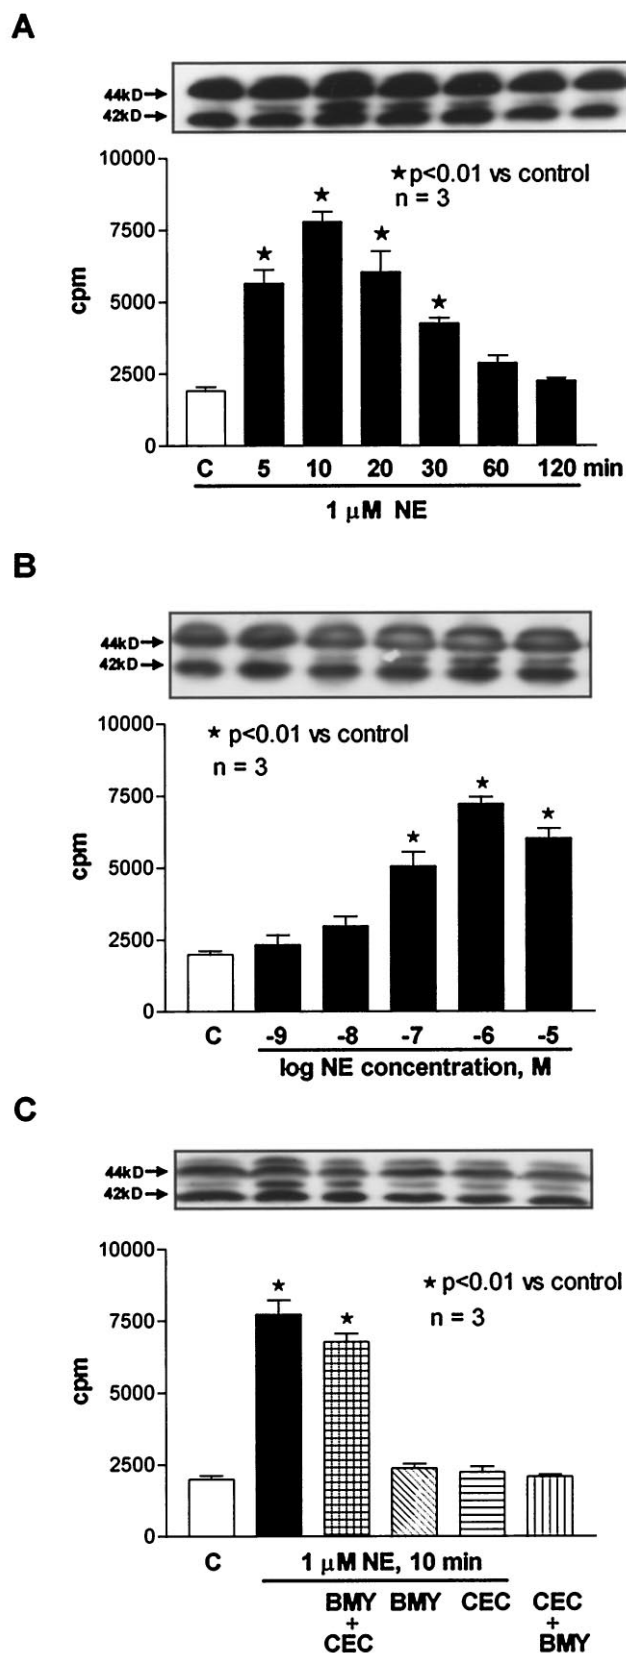 A
44kD
42kD
10000
★p<0.01 vs control
n = 3
7500
5000
2500
0
cpm
★
★
★
★
C 5 10 20 30 60 120 min
1 µM NE
B
44kD
42kD
10000
★ p<0.01 vs control
n = 3
7500
5000
2500
0
cpm
★
★
★
C -9 -8 -7 -6 -5
log NE concentration, M
C
44kD
42kD
10000
★ p<0.01 vs control
n = 3
7500
5000
2500
0
cpm
★
★
C 1 µM NE, 10 min
BMY BMY CEC CEC
+ +
CEC BMY